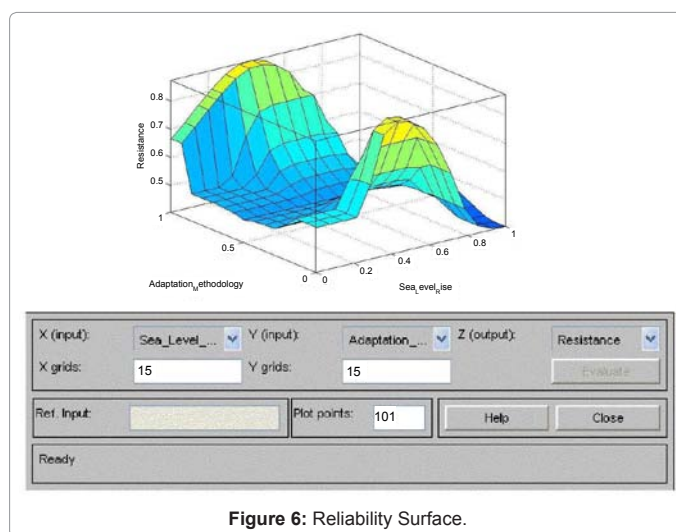 0.8
0.7
0.6
0.5
Resistance
1
0.5
0
Adaptation_Methodology
0
0.2
0.4
0.6
0.8
1
Sea_Level_Rise
X (input): Sea_Level_... Y (input): Adaptation_... Z (output): Resistance
X grids: 15 Y grids: 15 Evaluate
Ref. Input: Plot points: 101 Help Close
Ready
Figure 6: Reliability Surface.